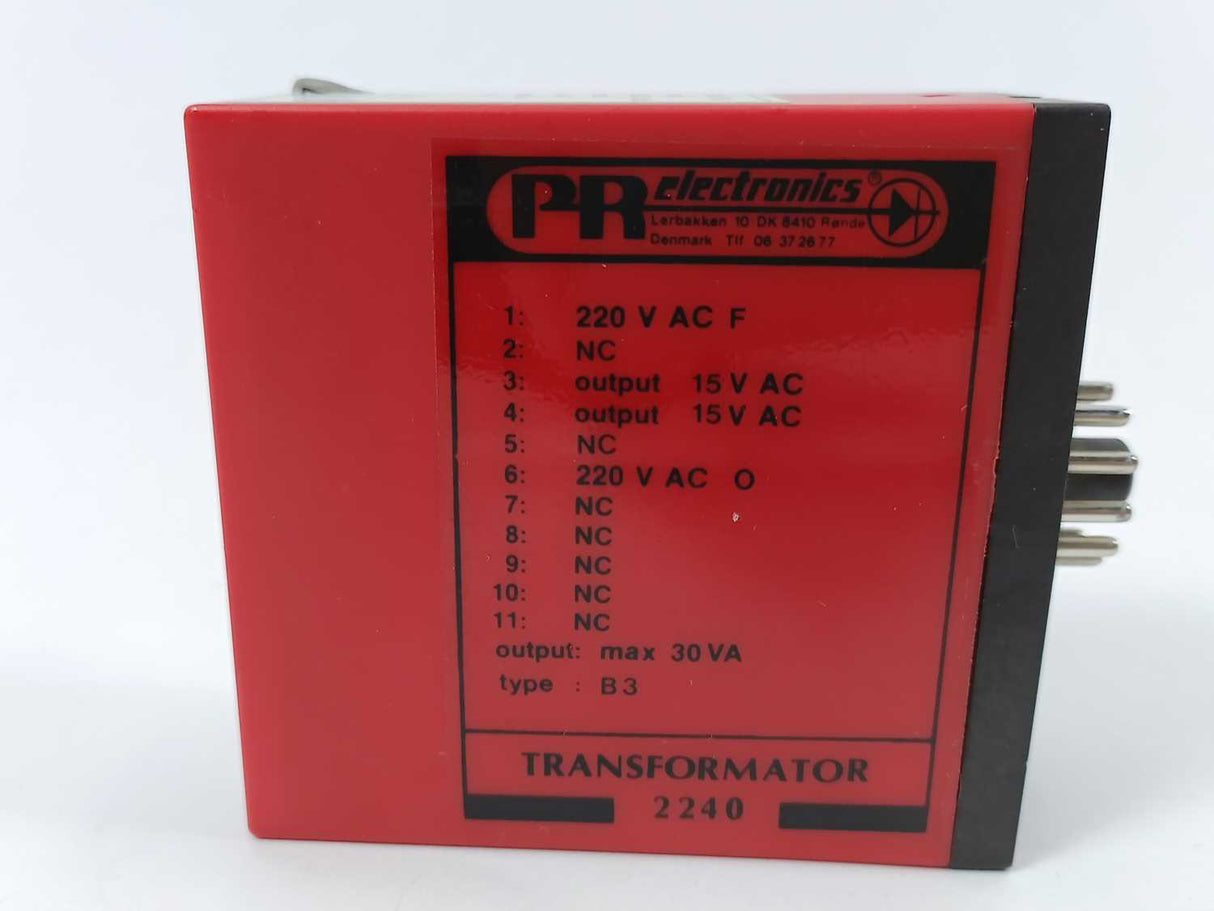 PR electronics®
Lerbakken 10 DK 8410 Rønde
Denmark Tlf 06 37 26 77
1: 220 V AC F
2: NC
3: output 15 V AC
4: output 15 V AC
5: NC
6: 220 V AC O
7: NC
8: NC
9: NC
10: NC
11: NC
output: max 30 VA
type : B3
TRANSFORMATOR
2240